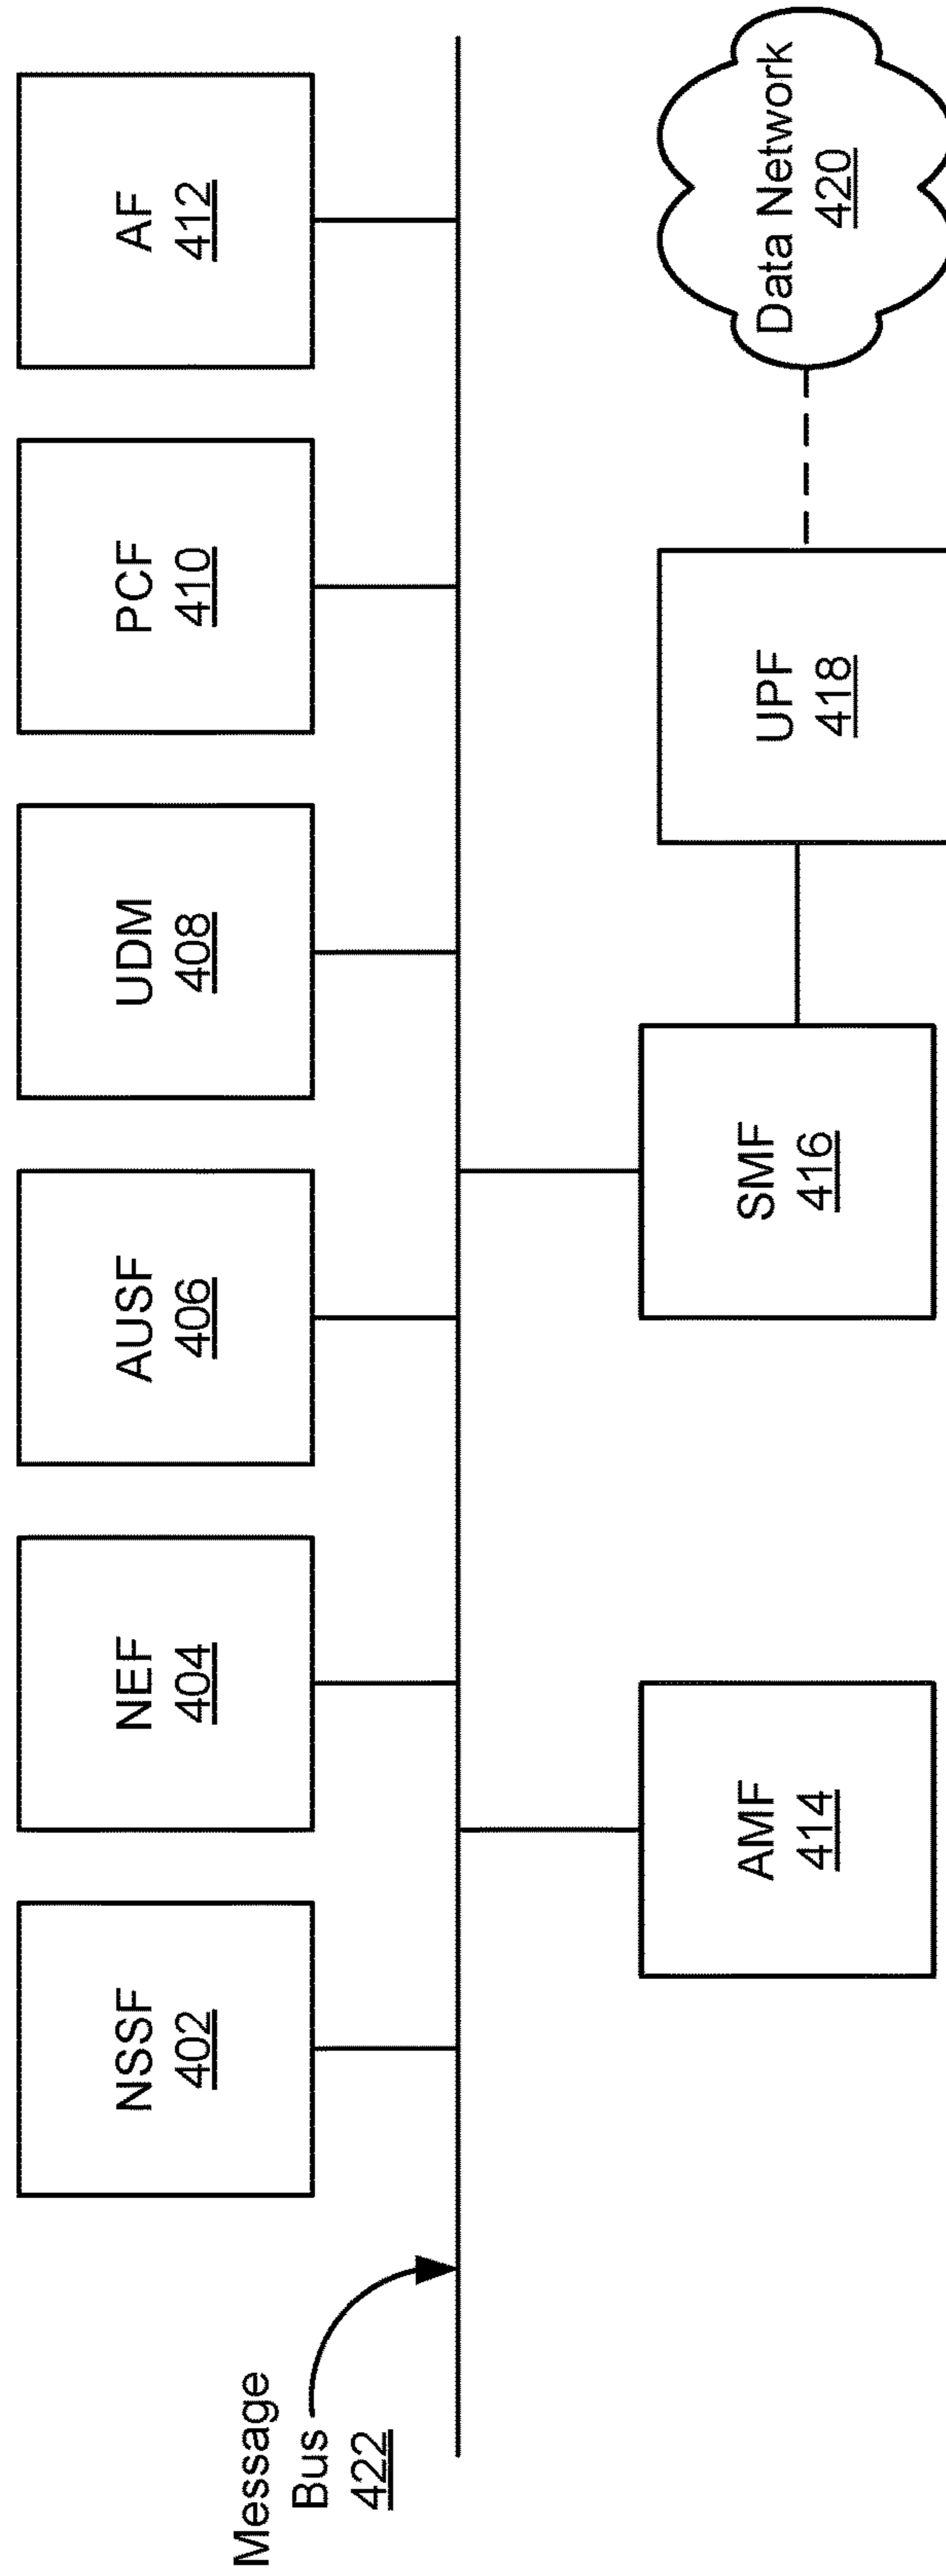 NSSF
402
NEF
404
AUSF
406
UDM
408
PCF
410
AF
412
Message
Bus
422
AMF
414
SMF
416
UPF
418
Data Network
420